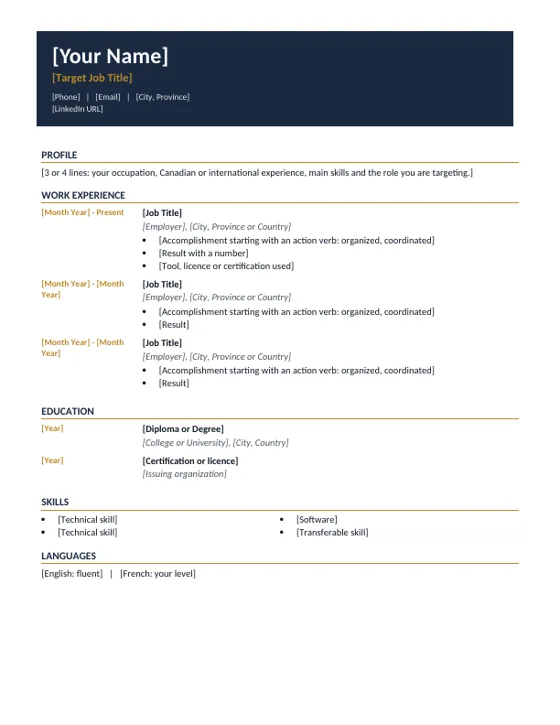 [Your Name]
[Target Job Title]
[Phone] | [Email] | [City, Province]
[LinkedIn URL]
PROFILE
[3 or 4 lines: your occupation, Canadian or international experience, main skills and the role you are targeting.]
WORK EXPERIENCE
[Month Year] - Present
[Job Title]
[Employer], [City, Province or Country]
• [Accomplishment starting with an action verb: organized, coordinated]
• [Result with a number]
• [Tool, licence or certification used]
[Month Year] - [Month
Year]
[Job Title]
[Employer], [City, Province or Country]
• [Accomplishment starting with an action verb: organized, coordinated]
• [Result]
[Month Year] - [Month
Year]
[Job Title]
[Employer], [City, Province or Country]
• [Accomplishment starting with an action verb: organized, coordinated]
• [Result]
EDUCATION
[Year]
[Diploma or Degree]
[College or University], [City, Country]
[Year]
[Certification or licence]
[Issuing organization]
SKILLS
• [Technical skill]
• [Technical skill]
• [Software]
• [Transferable skill]
LANGUAGES
[English: fluent] | [French: your level]